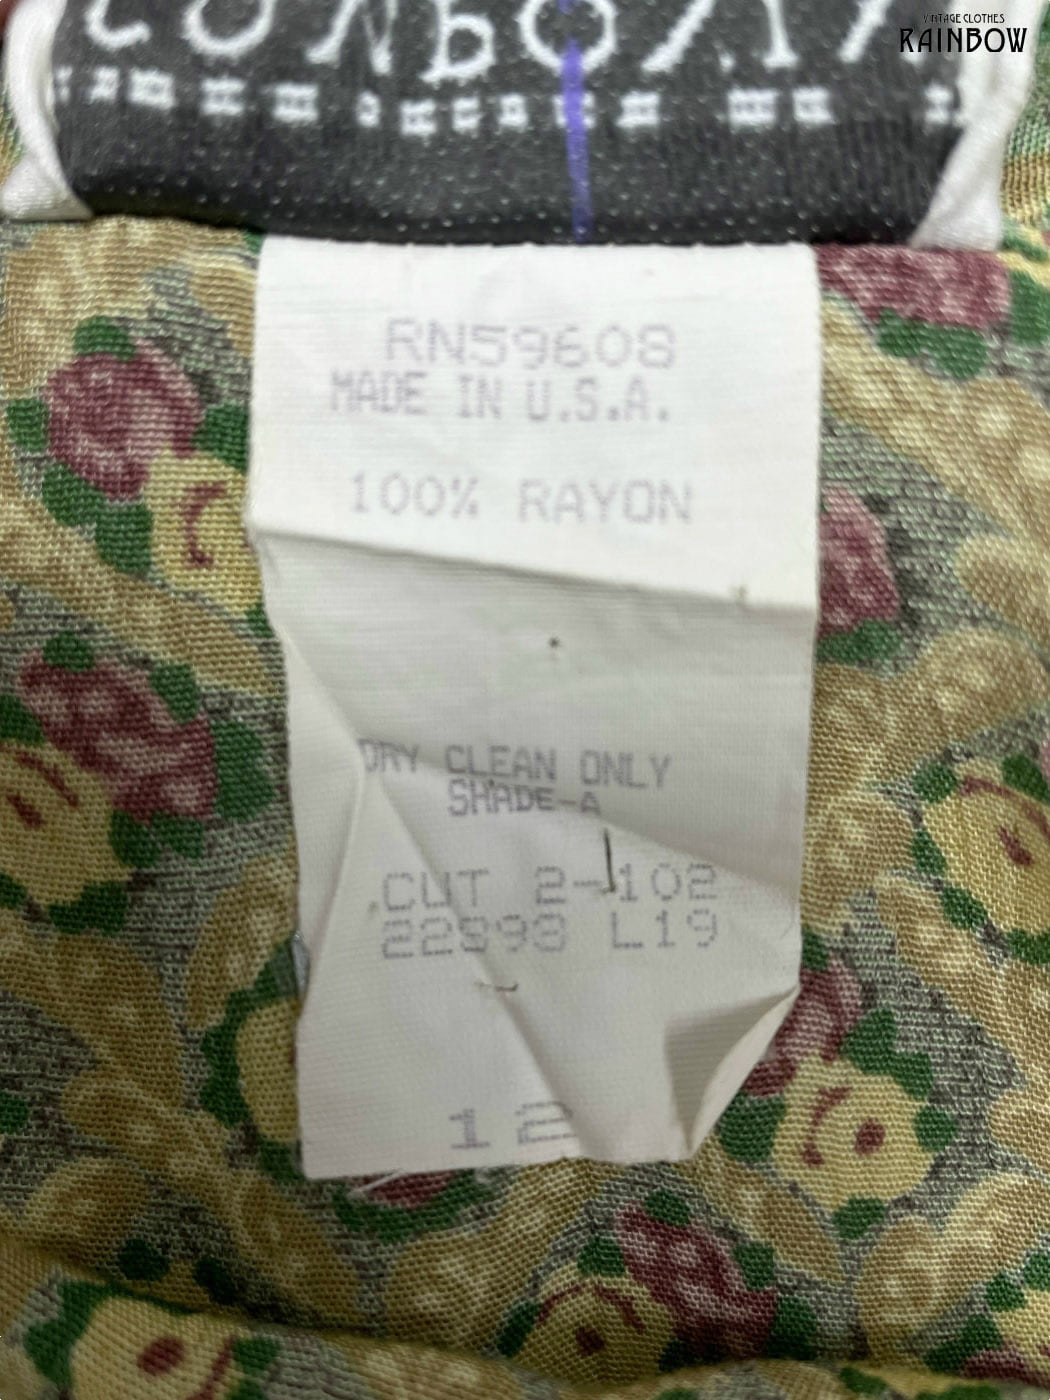 VINTAGE CLOTHES
RAINBOW
RN59608
MADE IN U.S.A.
100% RAYON
DRY CLEAN ONLY
SHADE-A
CUT 2-102
22898 L19
12